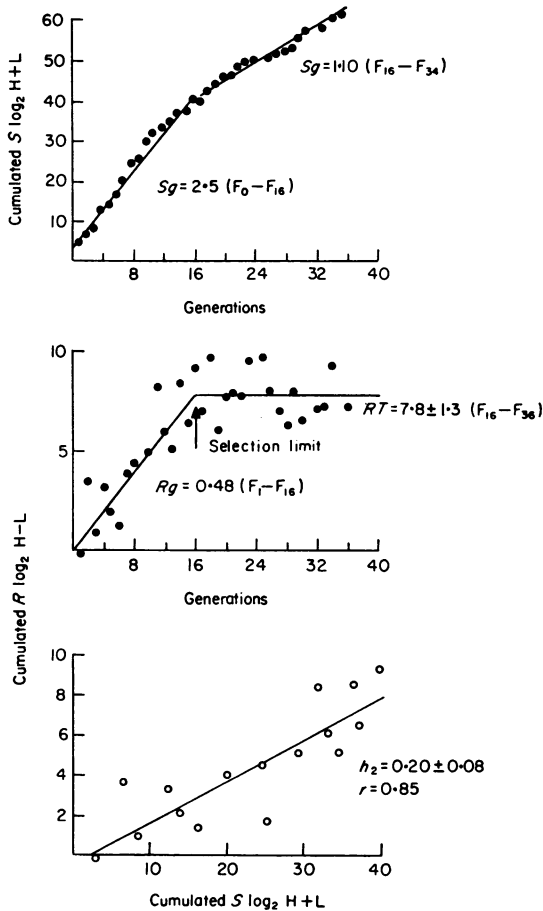 60
50
40
30
20
10
Cumulated S log2 H+L
Sg=1·10 (F16−F34)
Sg=2·5 (F0−F16)
8 16 24 32 40
Generations
10
5
RT=7·8±1·3 (F16−F36)
Selection limit
Rg=0·48 (F1−F16)
8 16 24 32 40
Generations
Cumulated R log2 H−L
10
8
6
4
2
h2=0·20±0·08
r=0·85
10 20 30 40
Cumulated S log2 H+L